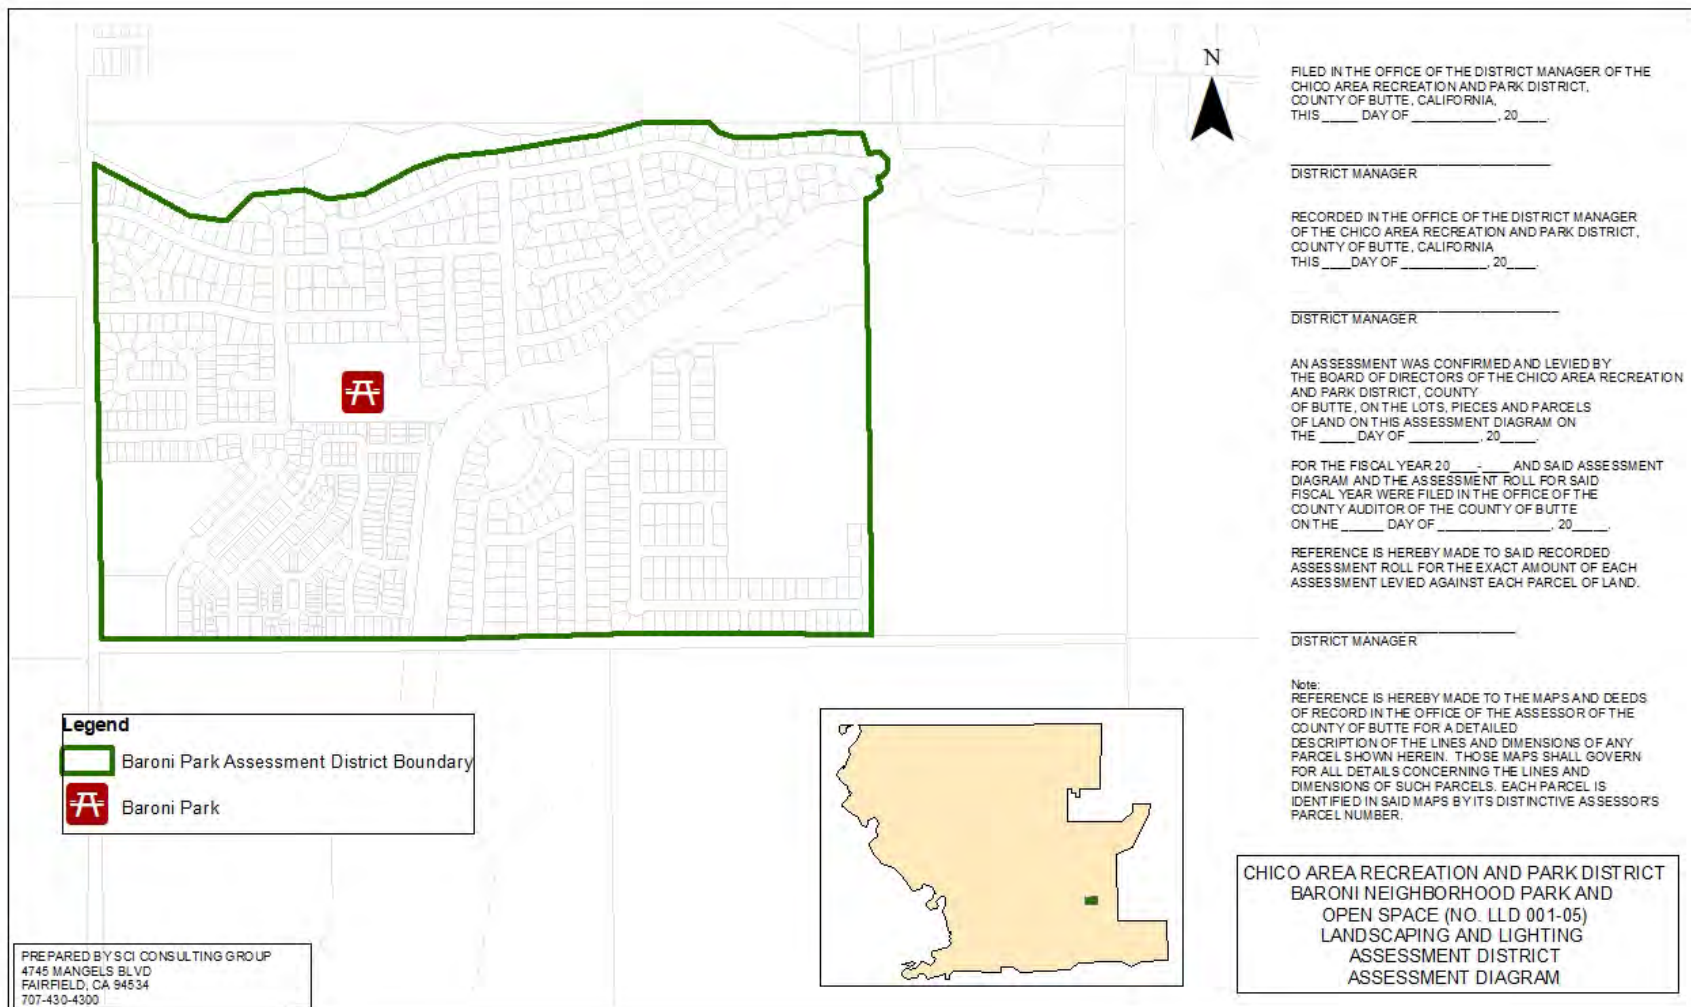 N
FILED IN THE OFFICE OF THE DISTRICT MANAGER OF THE
CHICO AREA RECREATION AND PARK DISTRICT,
COUNTY OF BUTTE, CALIFORNIA,
THIS _____ DAY OF ____________, 20____.
DISTRICT MANAGER
RECORDED IN THE OFFICE OF THE DISTRICT MANAGER
OF THE CHICO AREA RECREATION AND PARK DISTRICT,
COUNTY OF BUTTE, CALIFORNIA
THIS ____DAY OF ____________, 20____.
DISTRICT MANAGER
AN ASSESSMENT WAS CONFIRMED AND LEVIED BY
THE BOARD OF DIRECTORS OF THE CHICO AREA RECREATION
AND PARK DISTRICT, COUNTY
OF BUTTE, ON THE LOTS, PIECES AND PARCELS
OF LAND ON THIS ASSESSMENT DIAGRAM ON
THE _____ DAY OF __________, 20_____.
FOR THE FISCAL YEAR 20____-____ AND SAID ASSESSMENT
DIAGRAM AND THE ASSESSMENT ROLL FOR SAID
FISCAL YEAR WERE FILED IN THE OFFICE OF THE
COUNTY AUDITOR OF THE COUNTY OF BUTTE
ON THE ______ DAY OF ________________, 20_____.
REFERENCE IS HEREBY MADE TO SAID RECORDED
ASSESSMENT ROLL FOR THE EXACT AMOUNT OF EACH
ASSESSMENT LEVIED AGAINST EACH PARCEL OF LAND.
DISTRICT MANAGER
Note:
REFERENCE IS HEREBY MADE TO THE MAPS AND DEEDS
OF RECORD IN THE OFFICE OF THE ASSESSOR OF THE
COUNTY OF BUTTE FOR A DETAILED
DESCRIPTION OF THE LINES AND DIMENSIONS OF ANY
PARCEL SHOWN HEREIN. THOSE MAPS SHALL GOVERN
FOR ALL DETAILS CONCERNING THE LINES AND
DIMENSIONS OF SUCH PARCELS. EACH PARCEL IS
IDENTIFIED IN SAID MAPS BY ITS DISTINCTIVE ASSESSOR'S
PARCEL NUMBER.
Legend
Baroni Park Assessment District Boundary
Baroni Park
CHICO AREA RECREATION AND PARK DISTRICT
BARONI NEIGHBORHOOD PARK AND
OPEN SPACE (NO. LLD 001-05)
LANDSCAPING AND LIGHTING
ASSESSMENT DISTRICT
ASSESSMENT DIAGRAM
PREPARED BY SCI CONSULTING GROUP
4745 MANGELS BLVD
FAIRFIELD, CA 94534
707-430-4300